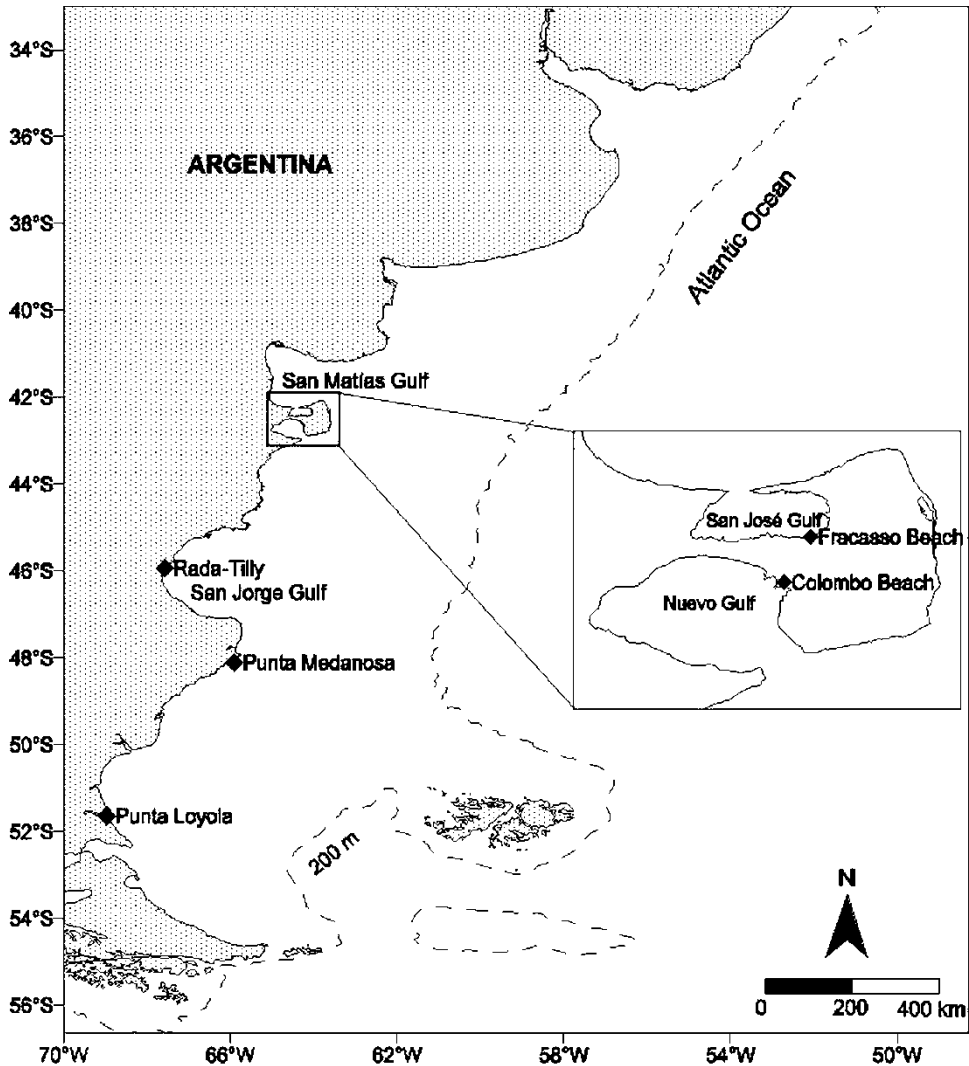 34°S
36°S
ARGENTINA
38°S
Atlantic Ocean
40°S
San Matías Gulf
42°S
44°S
San José Gulf
Fracasso Beach
Colombo Beach
Nuevo Gulf
46°S
Rada-Tilly
San Jorge Gulf
48°S
Punta Medanosa
50°S
Punta Loyola
52°S
200 m
54°S
N
56°S
0 200 400 km
70°W 66°W 62°W 58°W 54°W 50°W